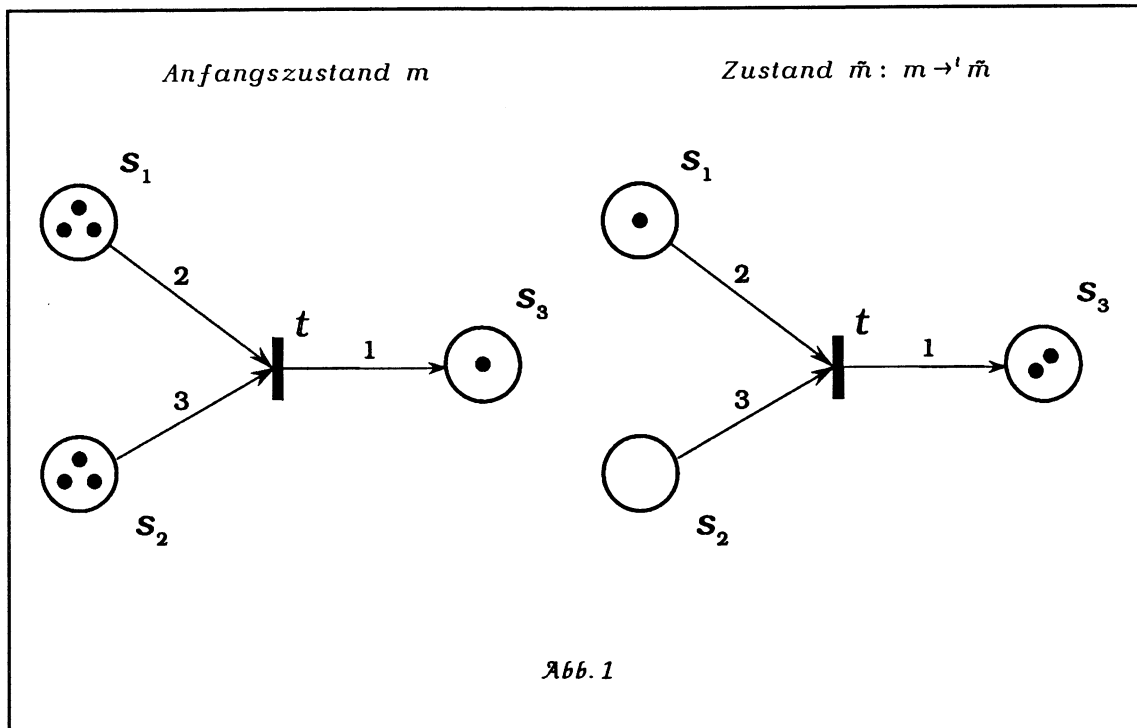 Anfangszustand m
Zustand m̃ : m →ᵗ m̃
s₁
s₁
2
2
s₃
s₃
t
t
1
1
3
3
s₂
s₂
Abb. 1